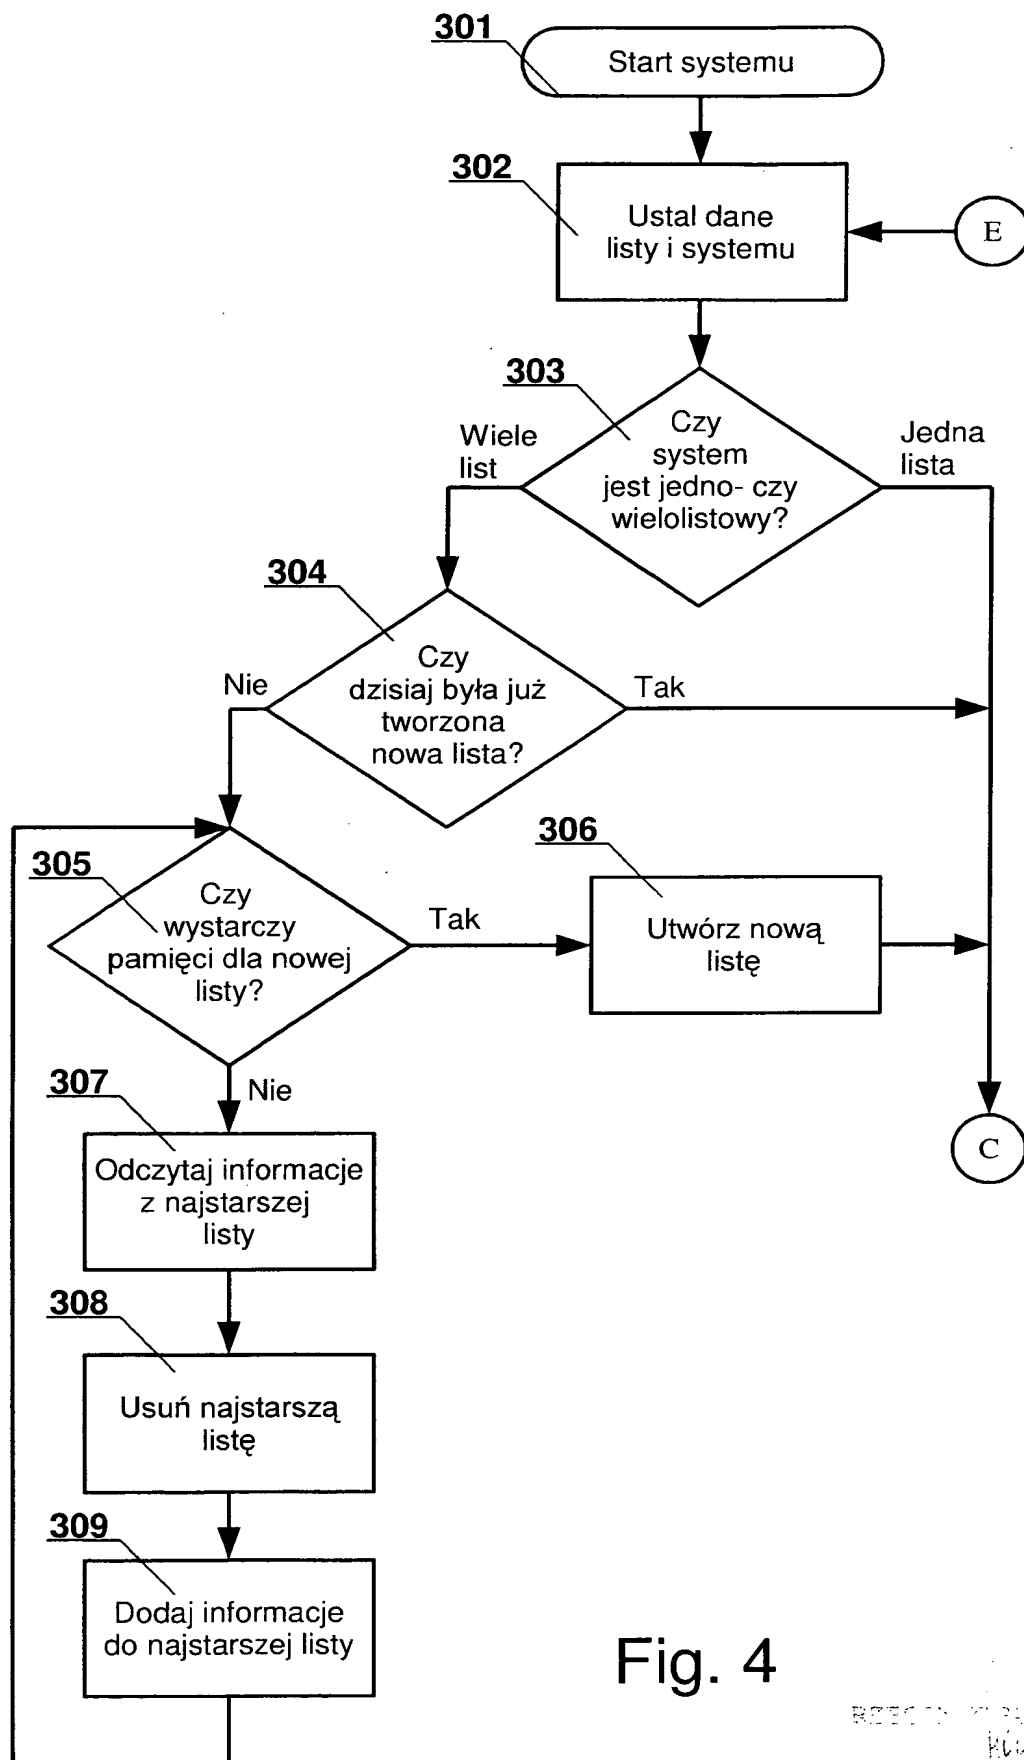 301
Start systemu
302
Ustal dane
listy i systemu
E
303
Czy
system
jest jedno- czy
wielolistowy?
Wiele
list
Jedna
lista
304
Czy
dzisiaj była już
tworzona
nowa lista?
Nie
Tak
305
Czy
wystarczy
pamięci dla nowej
listy?
Tak
306
Utwórz nową
listę
Nie
C
307
Odczytaj informacje
z najstarszej
listy
308
Usuń najstarszą
listę
309
Dodaj informacje
do najstarszej listy
Fig. 4